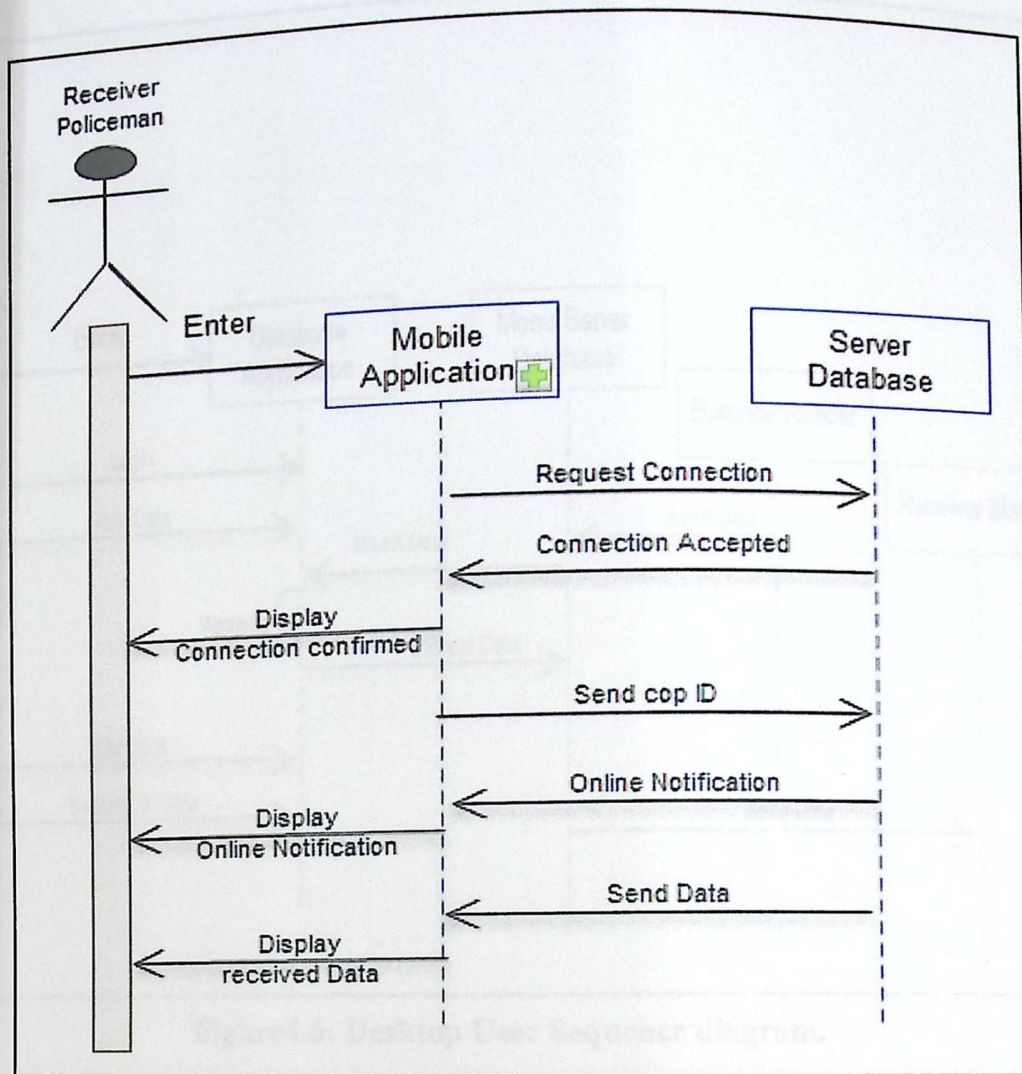 Receiver
Policeman
Enter
Mobile
Application
Server
Database
Request Connection
Connection Accepted
Display
Connection confirmed
Send cop ID
Online Notification
Display
Online Notification
Send Data
Display
received Data
Figure4.6: Desktop User Sequence diagram.